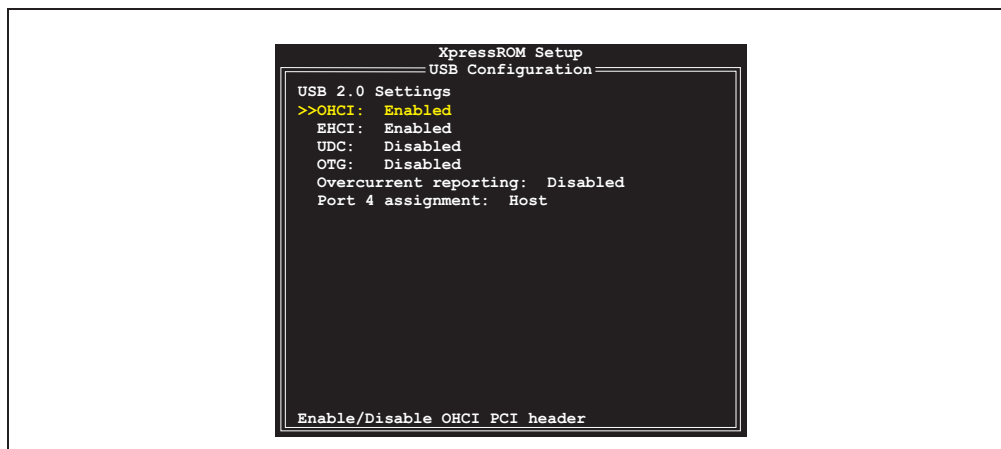 XpressROM Setup
USB Configuration
USB 2.0 Settings
>>OHCI: Enabled
EHCI: Enabled
UDC: Disabled
OTG: Disabled
Overcurrent reporting: Disabled
Port 4 assignment: Host
Enable/Disable OHCI PCI header